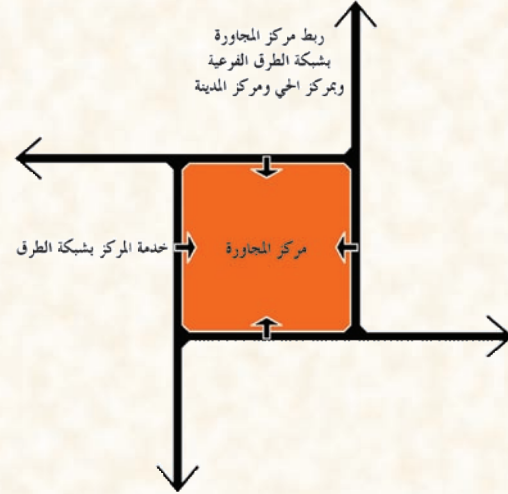 ربط مركز المجاورة
بشبكة الطرق الفرعية
وبمركز الحي ومركز المدينة
مركز المجاورة
خدمة المركز بشبكة الطرق